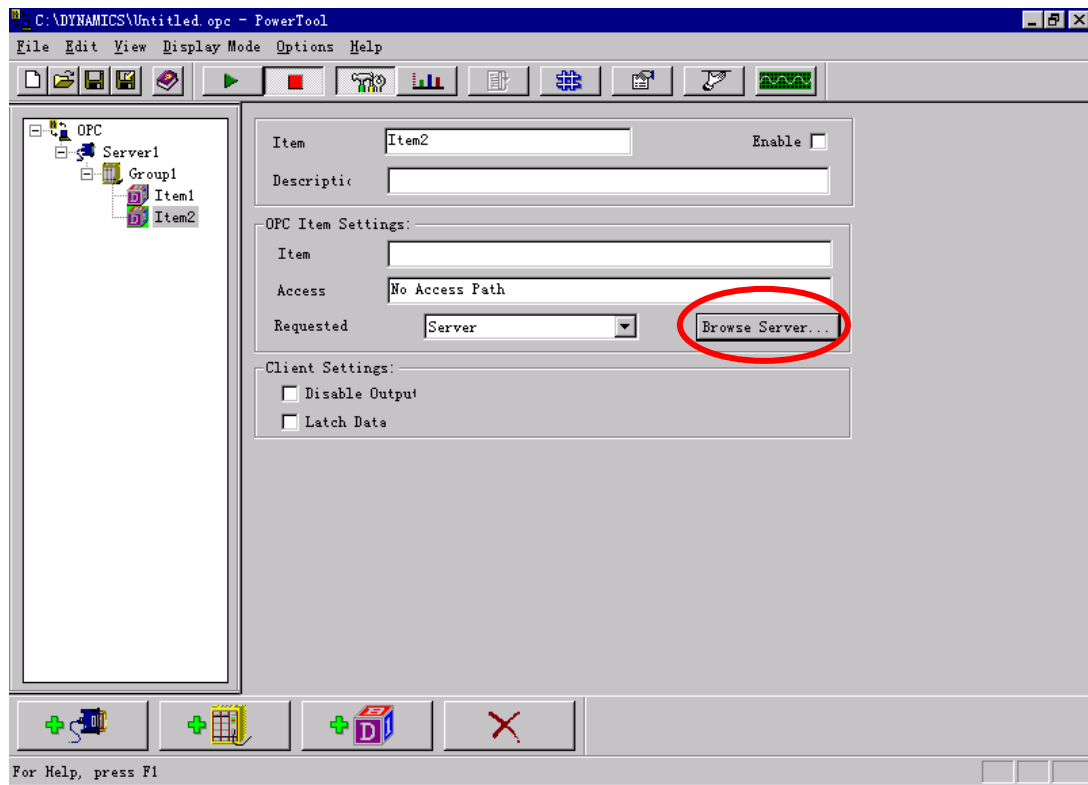 C:\DYNAMICS\Untitled.opc - PowerTool
File Edit View Display Mode Options Help
OPC
Server1
Group1
Item1
Item2
Item Item2 Enable
Descriptic
OPC Item Settings:
Item
Access No Access Path
Requested Server Browse Server...
Client Settings:
Disable Output
Latch Data
For Help, press F1